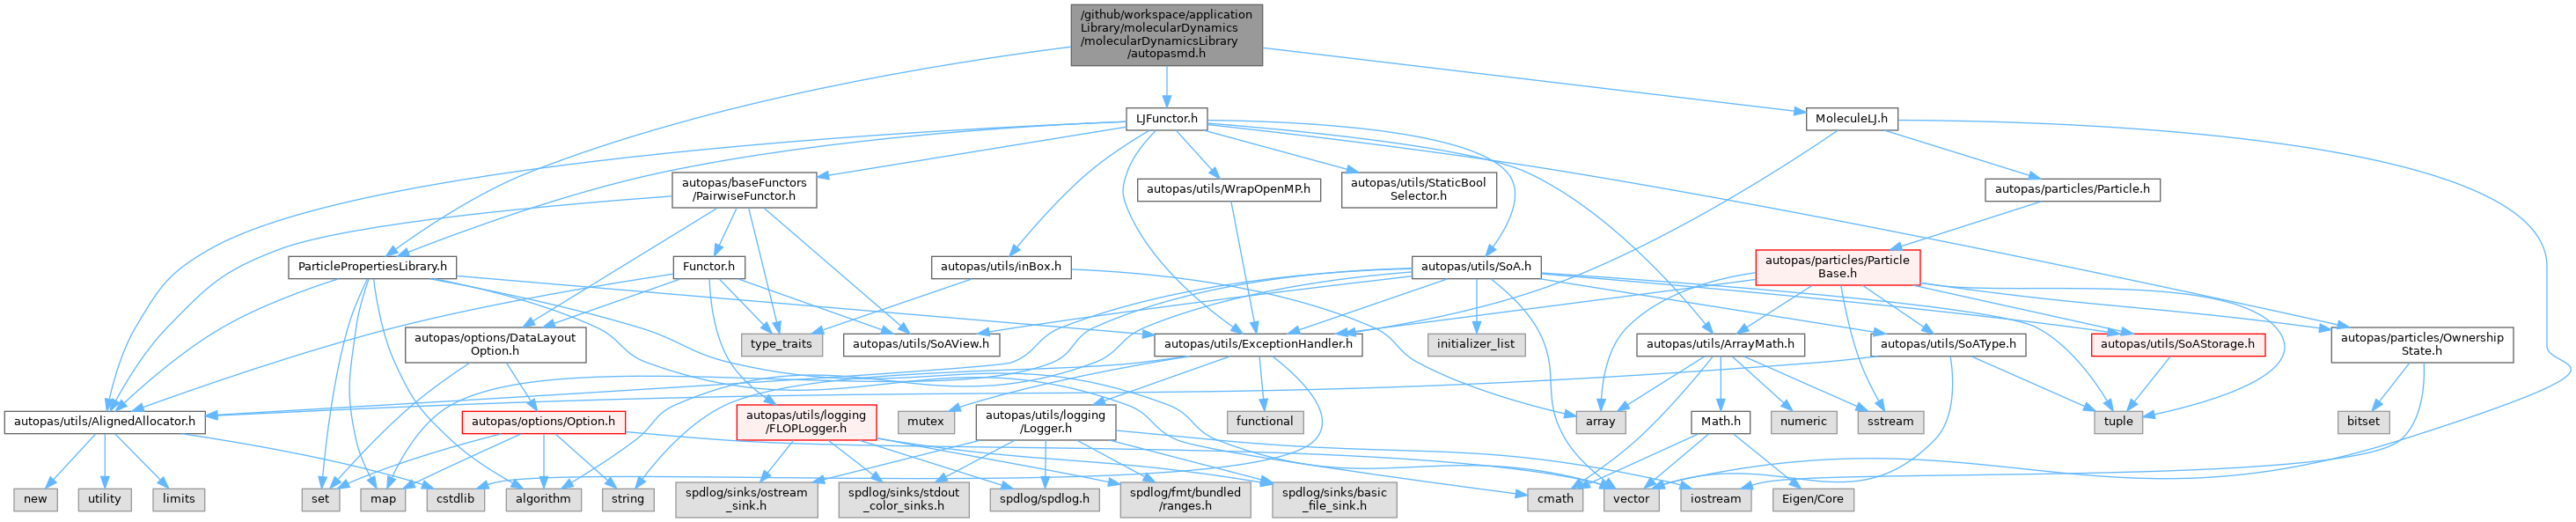 /github/workspace/application
Library/molecularDynamics
/molecularDynamicsLibrary
/autopasmd.h
LJFunctor.h
MoleculeLJ.h
autopas/baseFunctors
/PairwiseFunctor.h
autopas/utils/WrapOpenMP.h
autopas/utils/StaticBool
Selector.h
autopas/particles/Particle.h
ParticlePropertiesLibrary.h
Functor.h
autopas/utils/inBox.h
autopas/utils/SoA.h
autopas/particles/Particle
Base.h
autopas/options/DataLayout
Option.h
type_traits
autopas/utils/SoAView.h
autopas/utils/ExceptionHandler.h
initializer_list
autopas/utils/ArrayMath.h
autopas/utils/SoAType.h
autopas/utils/SoAStorage.h
autopas/particles/Ownership
State.h
autopas/utils/AlignedAllocator.h
autopas/options/Option.h
autopas/utils/logging
/FLOPLogger.h
mutex
autopas/utils/logging
/Logger.h
functional
array
Math.h
numeric
sstream
tuple
bitset
new
utility
limits
set
map
cstdlib
algorithm
string
spdlog/sinks/ostream
_sink.h
spdlog/sinks/stdout
_color_sinks.h
spdlog/spdlog.h
spdlog/fmt/bundled
/ranges.h
spdlog/sinks/basic
_file_sink.h
cmath
vector
iostream
Eigen/Core